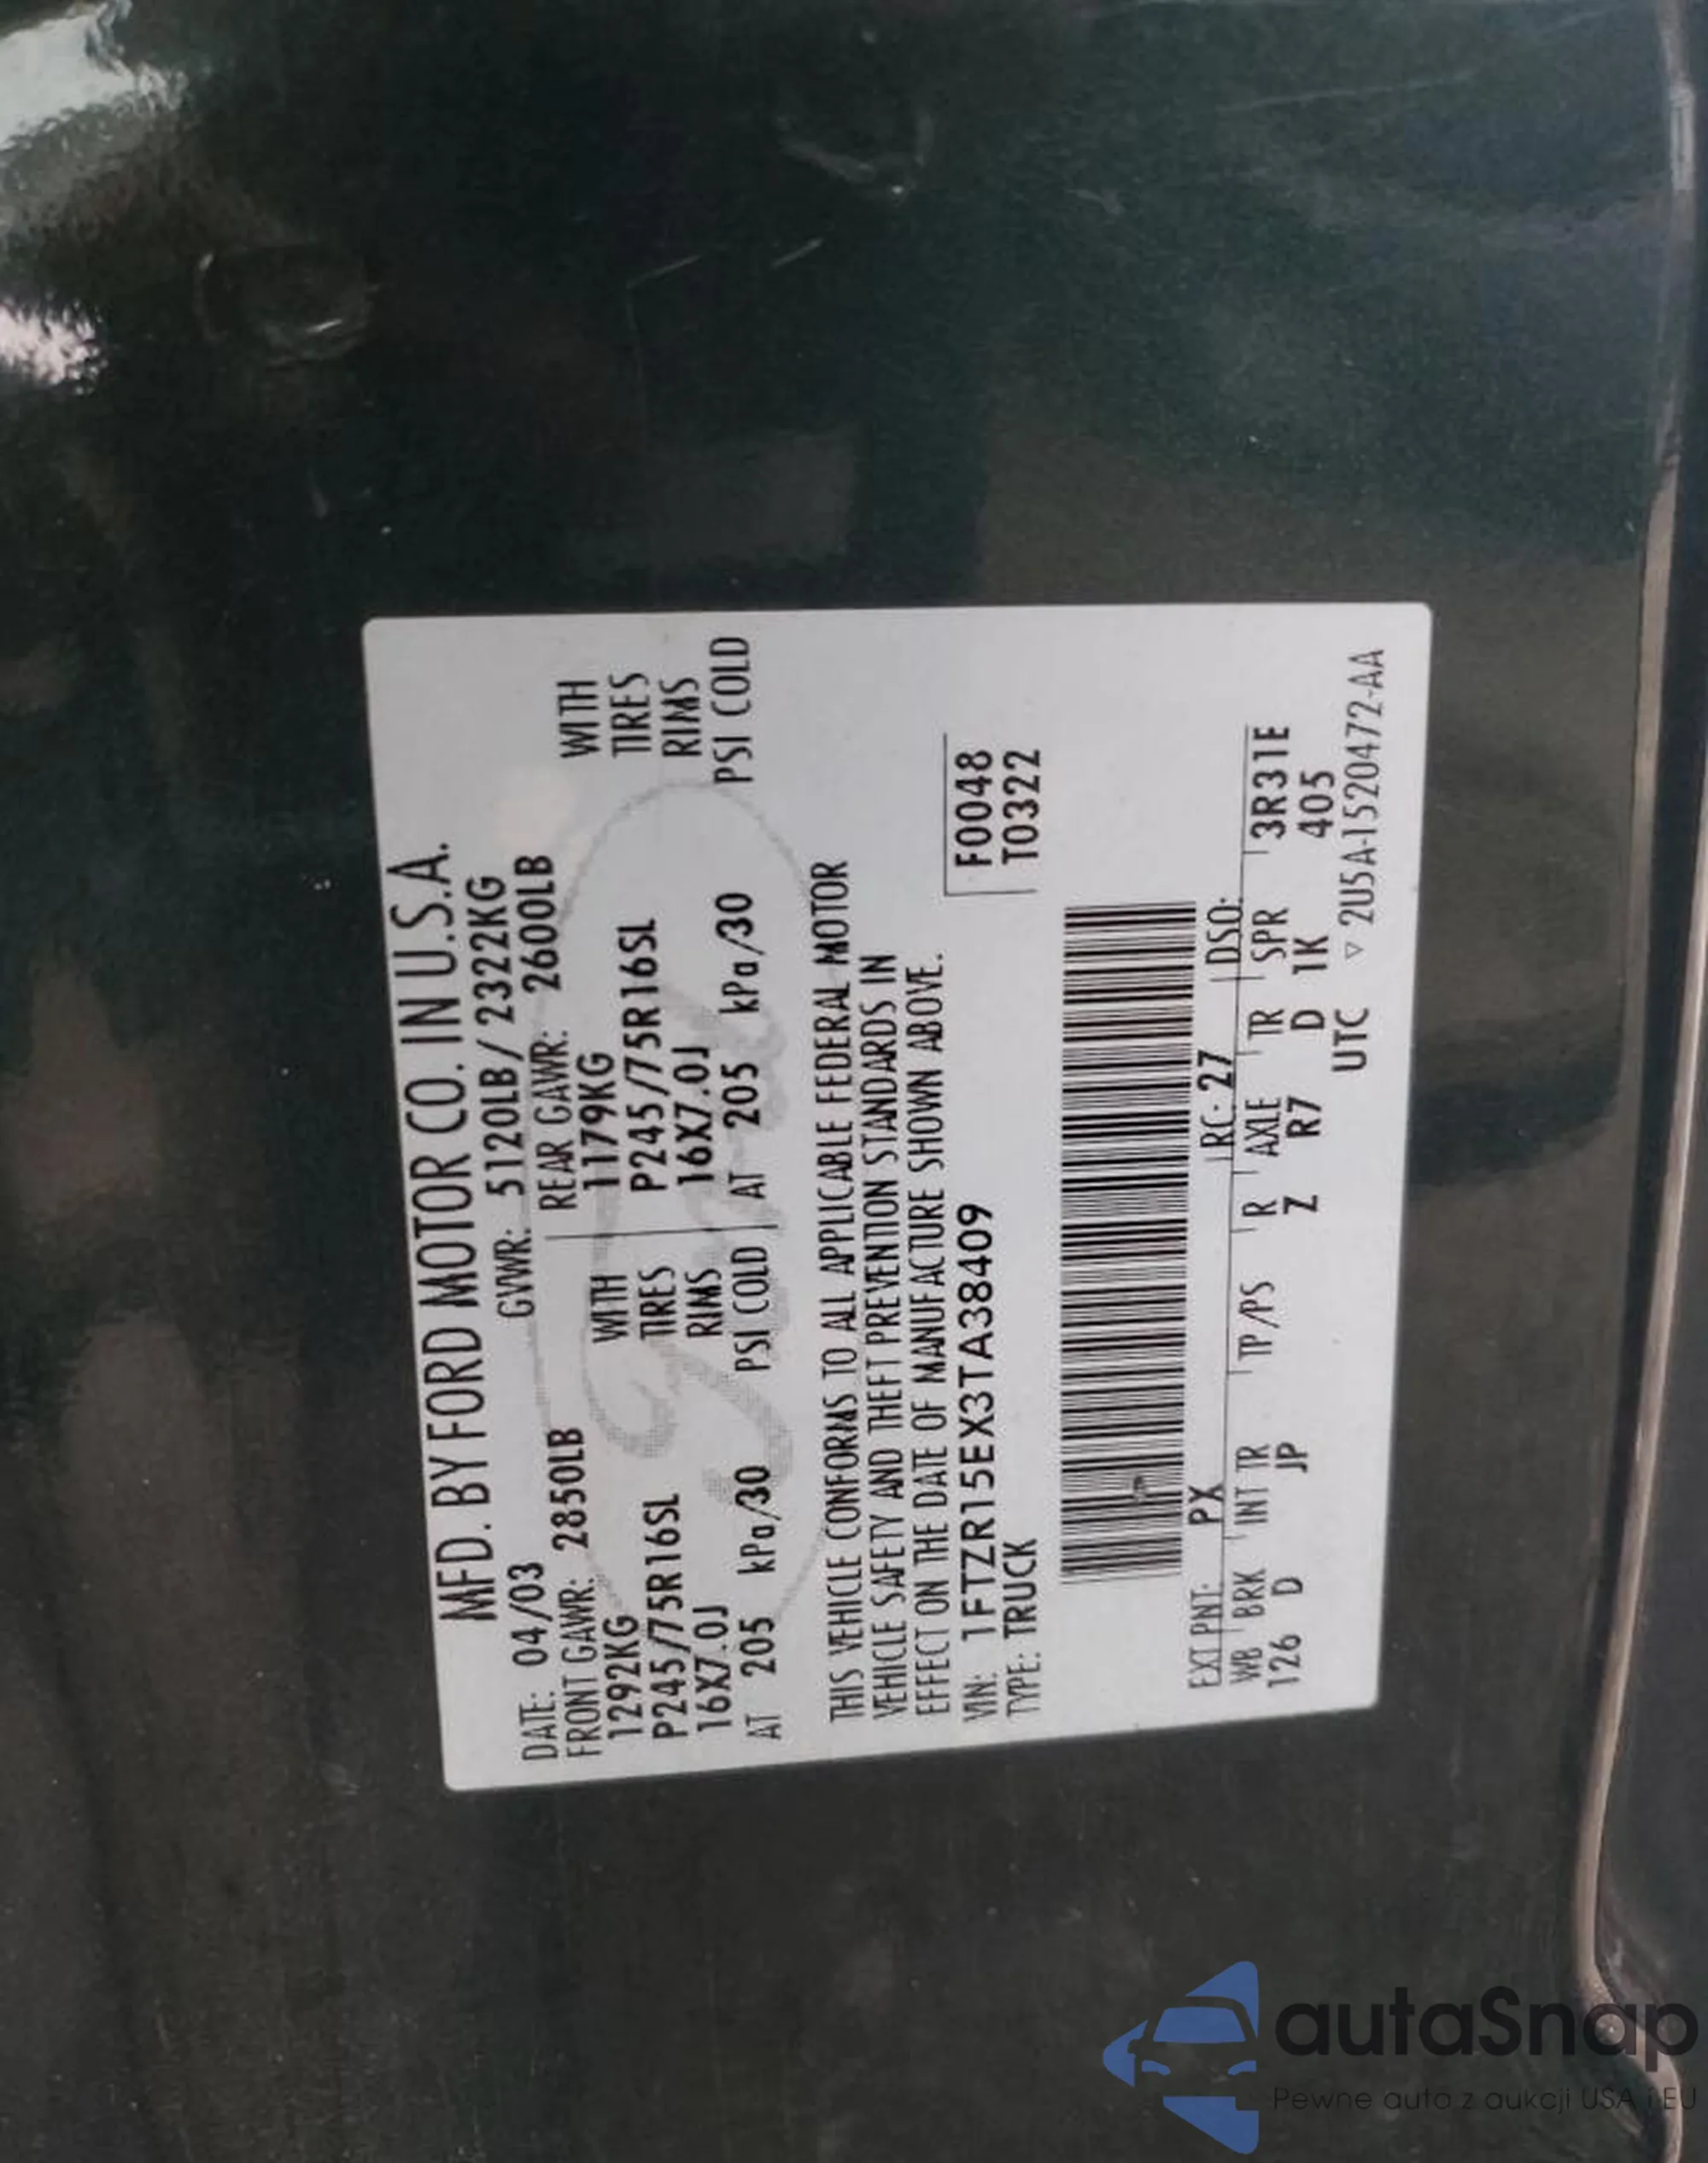 MFD. BY FORD MOTOR CO. IN U.S.A.
DATE: 04/03 GVWR: 5120LB/ 2322KG
FRONT GAWR: 2850LB REAR GAWR: 2600LB
1292KG WITH 1179KG WITH
P245/75R16SL TIRES P245/75R16SL TIRES
16X7.0J RIMS 16X7.0J RIMS
AT 205 kPa/30 PSI COLD AT 205 kPa/30 PSI COLD
THIS VEHICLE CONFORMS TO ALL APPLICABLE FEDERAL MOTOR
VEHICLE SAFETY AND THEFT PREVENTION STANDARDS IN
EFFECT ON THE DATE OF MANUFACTURE SHOWN ABOVE.
VIN: 1FTZR15EX3TA38409 F0048
TYPE: TRUCK T0322
EXT PNT: PX RC: 27 DSO:
WB BRK INT TR TP/PS R AXLE TR SPR 3R31E
126 D JP Z R7 D 1K 405
UTC ▽ 2U5A-1520472-AA
Ford
autaSnap
Pewne auta z aukcji USA i EU